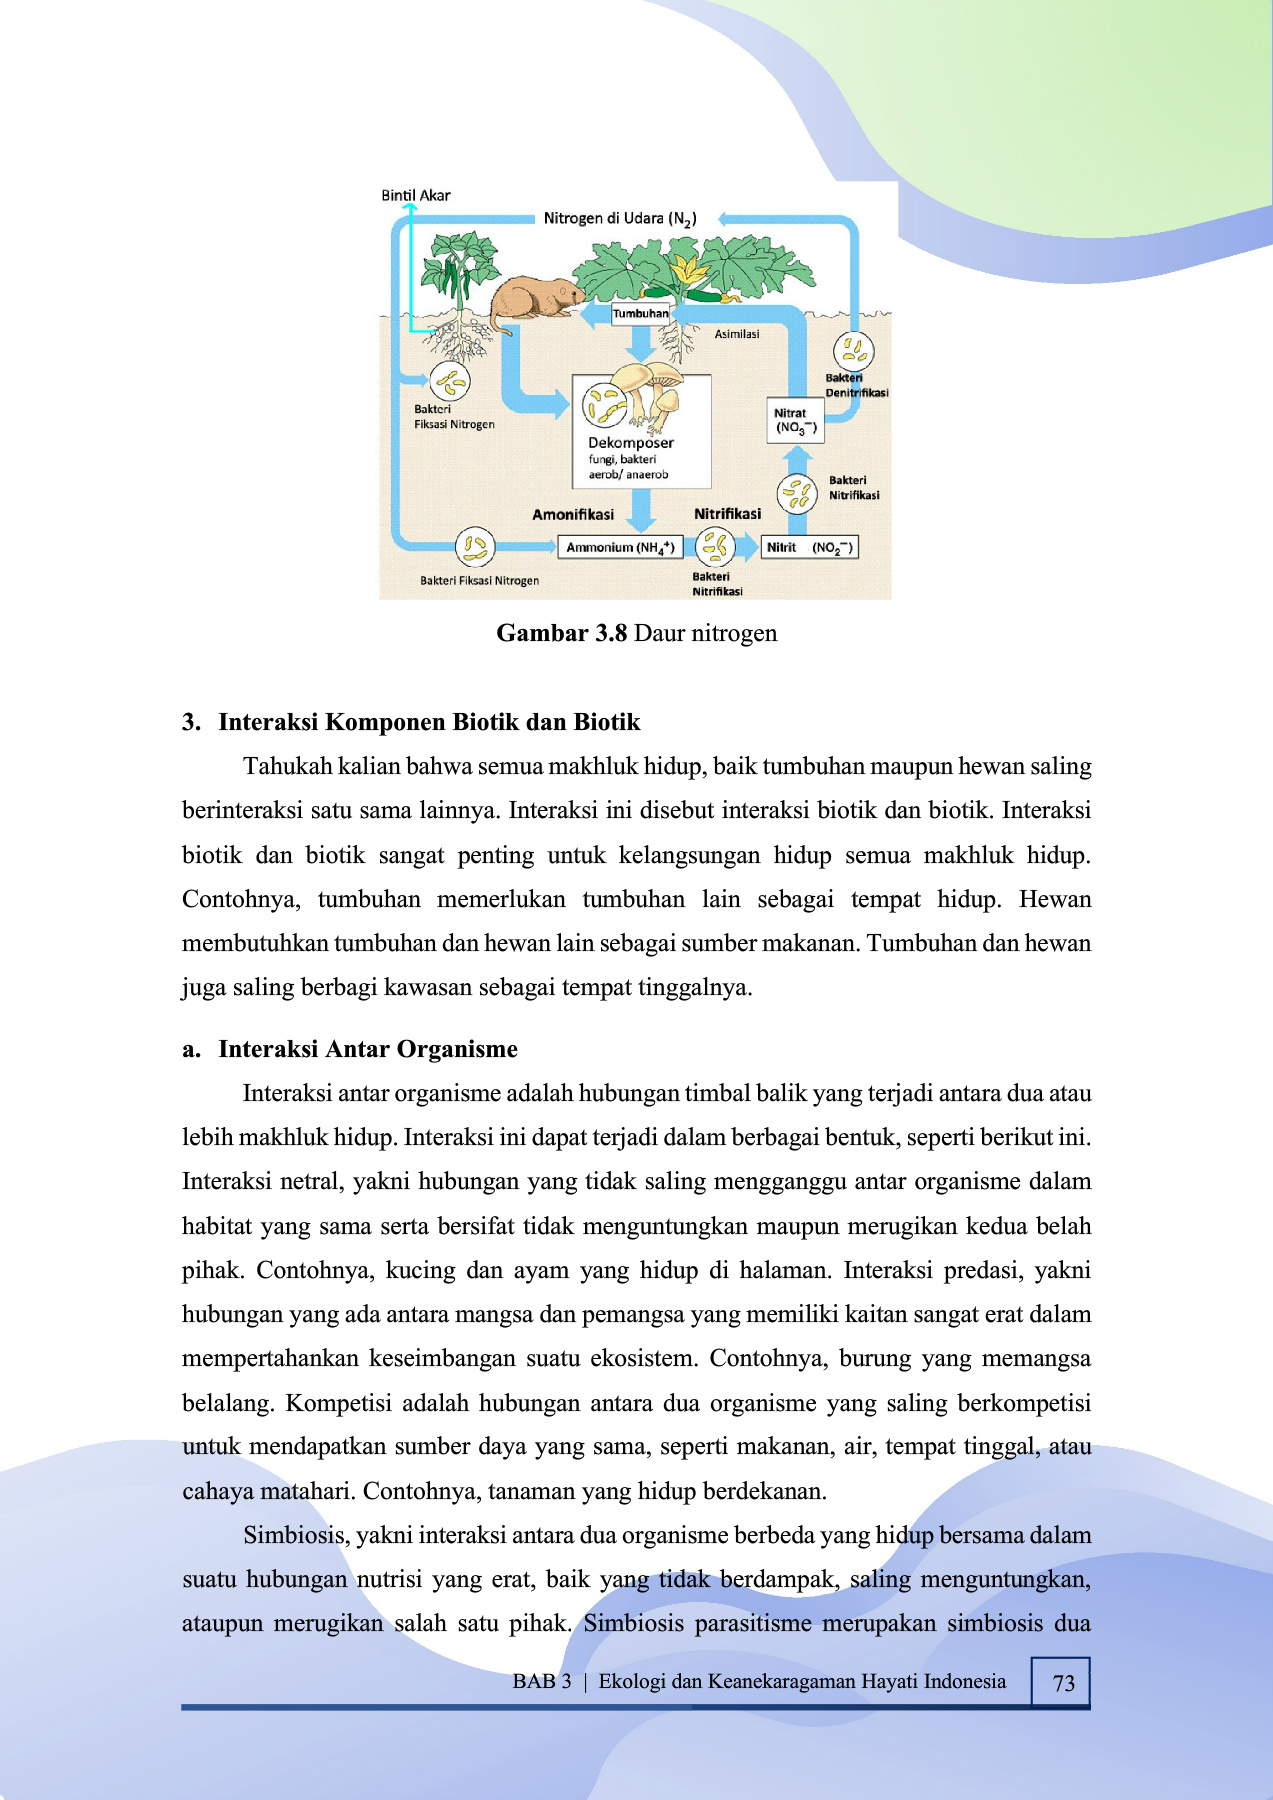 Bintil Akar
Nitrogen di Udara (N₂)
Tumbuhan
Asimilasi
Bakteri
Denitrifikasi
Bakteri
Fiksasi Nitrogen
Nitrat
(NO₃⁻)
Dekomposer
fungi, bakteri
aerob/ anaerob
Bakteri
Nitrifikasi
Amonifikasi
Nitrifikasi
Ammonium (NH₄⁺)
Nitrit (NO₂⁻)
Bakteri Fiksasi Nitrogen
Bakteri
Nitrifikasi
Gambar 3.8 Daur nitrogen
3. Interaksi Komponen Biotik dan Biotik
Tahukah kalian bahwa semua makhluk hidup, baik tumbuhan maupun hewan saling
berinteraksi satu sama lainnya. Interaksi ini disebut interaksi biotik dan biotik. Interaksi
biotik dan biotik sangat penting untuk kelangsungan hidup semua makhluk hidup.
Contohnya, tumbuhan memerlukan tumbuhan lain sebagai tempat hidup. Hewan
membutuhkan tumbuhan dan hewan lain sebagai sumber makanan. Tumbuhan dan hewan
juga saling berbagi kawasan sebagai tempat tinggalnya.
a. Interaksi Antar Organisme
Interaksi antar organisme adalah hubungan timbal balik yang terjadi antara dua atau
lebih makhluk hidup. Interaksi ini dapat terjadi dalam berbagai bentuk, seperti berikut ini.
Interaksi netral, yakni hubungan yang tidak saling mengganggu antar organisme dalam
habitat yang sama serta bersifat tidak menguntungkan maupun merugikan kedua belah
pihak. Contohnya, kucing dan ayam yang hidup di halaman. Interaksi predasi, yakni
hubungan yang ada antara mangsa dan pemangsa yang memiliki kaitan sangat erat dalam
mempertahankan keseimbangan suatu ekosistem. Contohnya, burung yang memangsa
belalang. Kompetisi adalah hubungan antara dua organisme yang saling berkompetisi
untuk mendapatkan sumber daya yang sama, seperti makanan, air, tempat tinggal, atau
cahaya matahari. Contohnya, tanaman yang hidup berdekanan.
Simbiosis, yakni interaksi antara dua organisme berbeda yang hidup bersama dalam
suatu hubungan nutrisi yang erat, baik yang tidak berdampak, saling menguntungkan,
ataupun merugikan salah satu pihak. Simbiosis parasitisme merupakan simbiosis dua
BAB 3 | Ekologi dan Keanekaragaman Hayati Indonesia 73